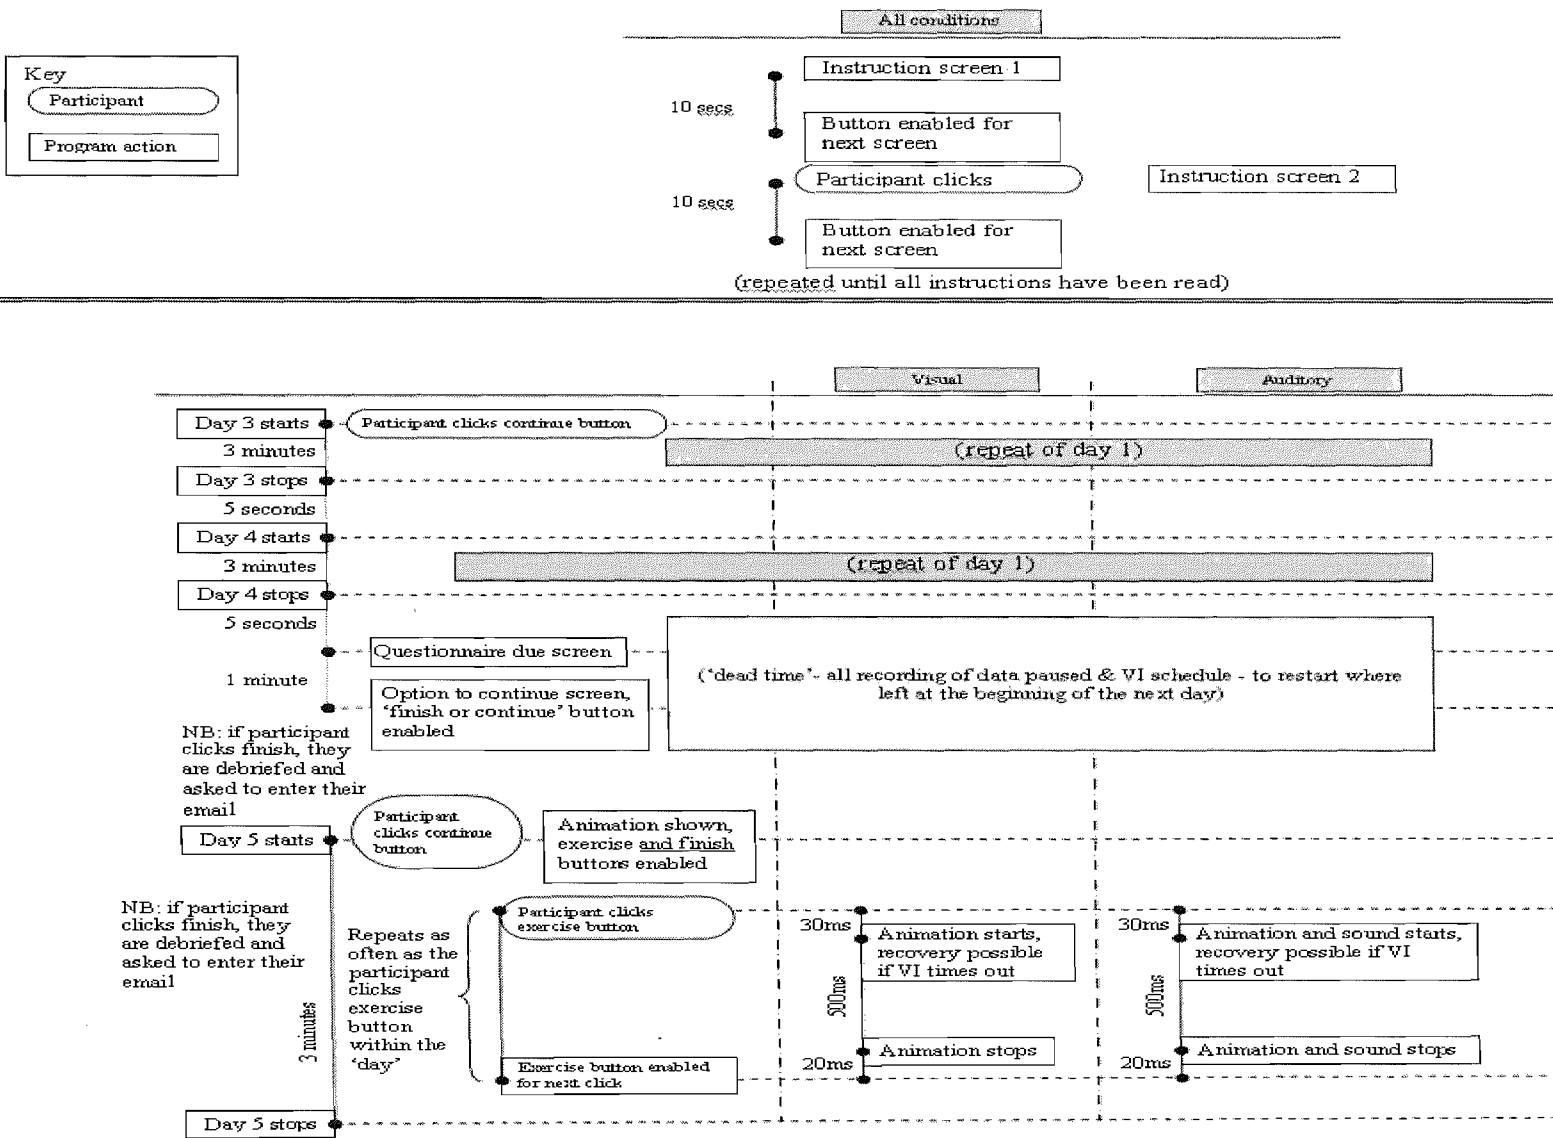 All conditions
Key
Participant
Program action
Instruction screen 1
10 secs
Button enabled for
next screen
Participant clicks
Instruction screen 2
10 secs
Button enabled for
next screen
(repeated until all instructions have been read)
Visual
Auditory
Day 3 starts
Participant clicks continue button
3 minutes
(repeat of day 1)
Day 3 stops
5 seconds
Day 4 starts
3 minutes
(repeat of day 1)
Day 4 stops
5 seconds
Questionnaire due screen
1 minute
Option to continue screen,
'finish or continue' button
enabled
('dead time'- all recording of data paused & VI schedule - to restart where
left at the beginning of the next day)
NB: if participant
clicks finish, they
are debriefed and
asked to enter their
email
Day 5 starts
Participant
clicks continue
button
Animation shown,
exercise and finish
buttons enabled
NB: if participant
clicks finish, they
are debriefed and
asked to enter their
email
3 minutes
Repeats as
often as the
participant
clicks
exercise
button
within the
'day'
Participant clicks
exercise button
Exercise button enabled
for next click
30ms
Animation starts,
recovery possible
if VI times out
500ms
Animation stops
20ms
30ms
Animation and sound starts,
recovery possible if VI
times out
500ms
Animation and sound stops
20ms
Day 5 stops